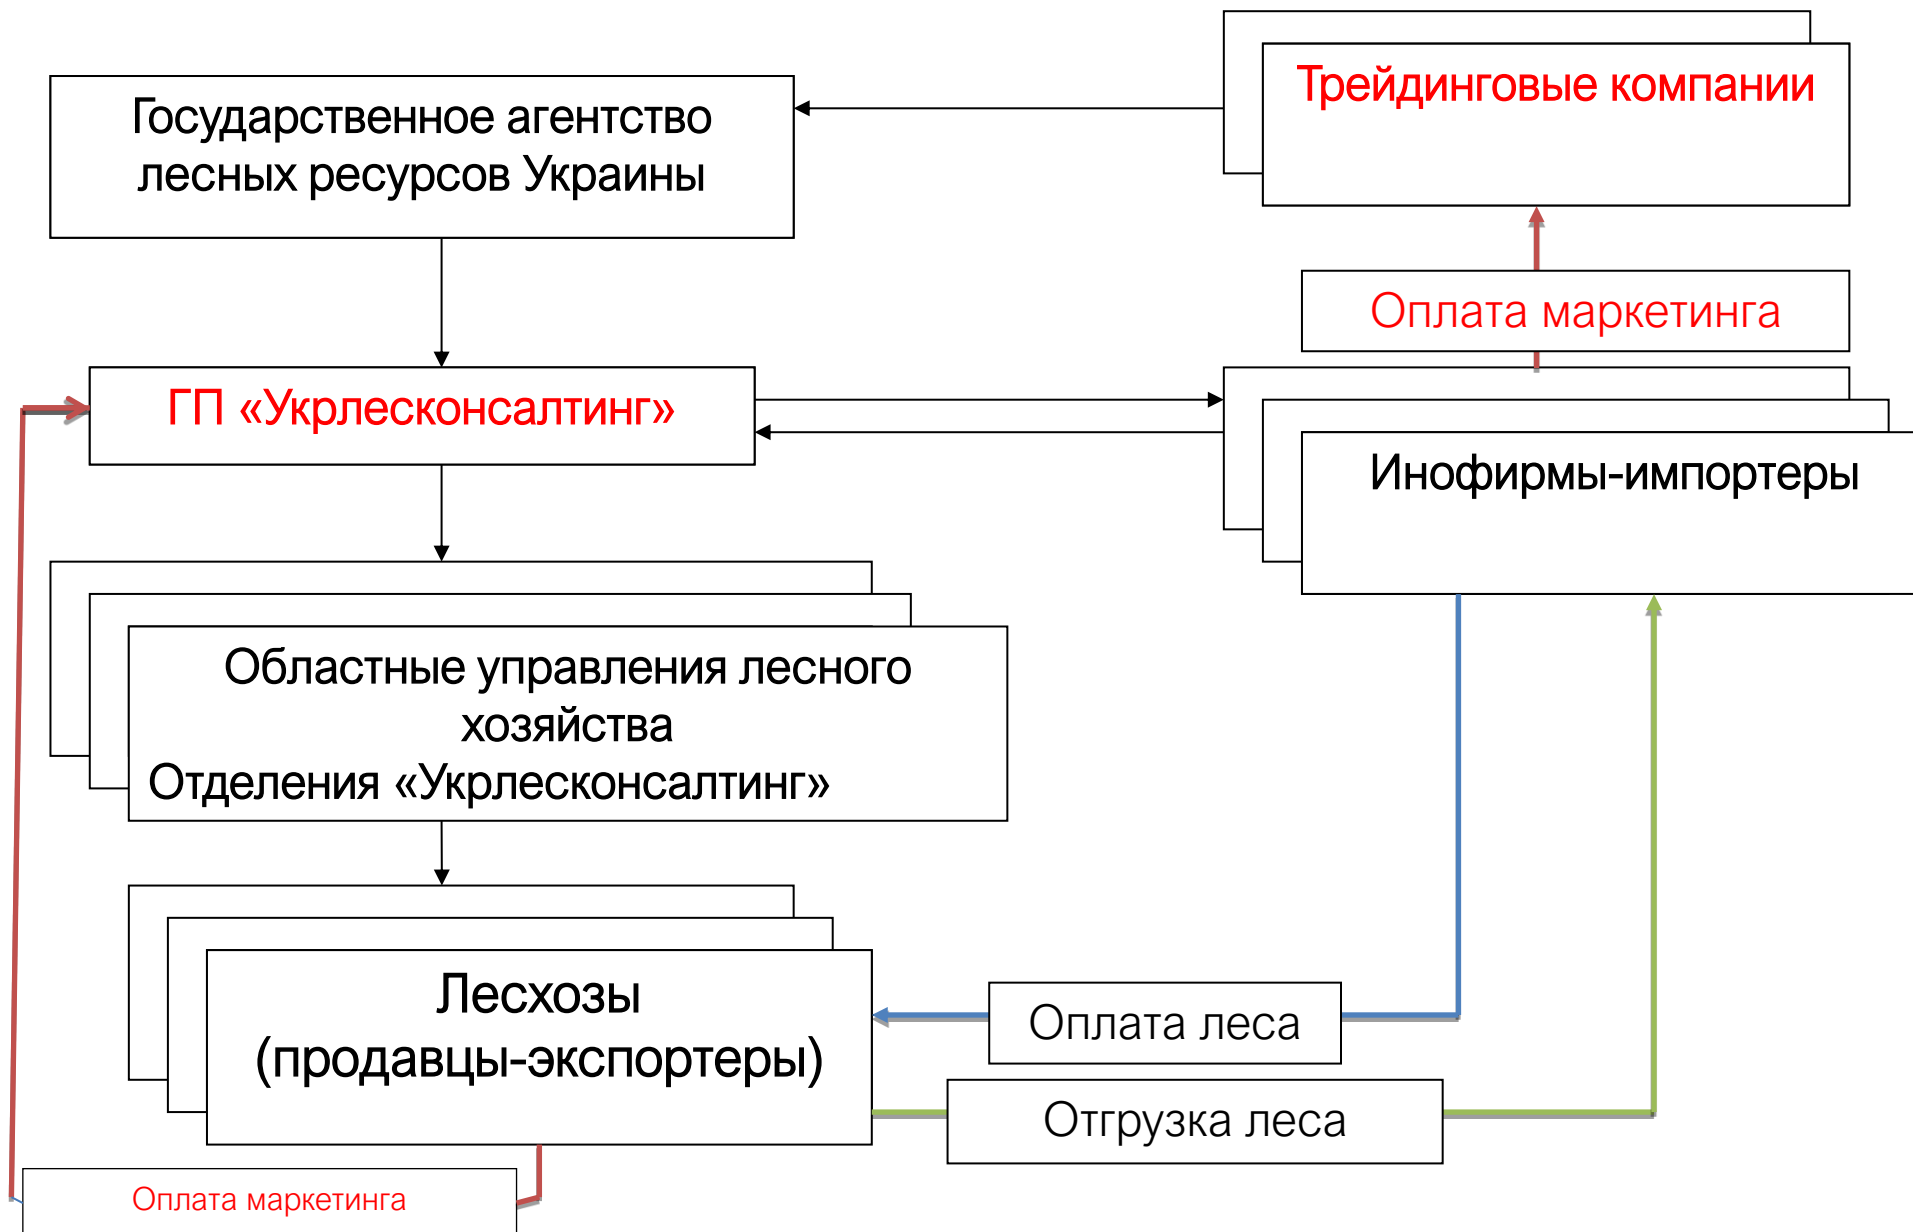 Трейдинговые компании
Государственное агентство
лесных ресурсов Украины
Оплата маркетинга
ГП «Укрлесконсалтинг»
Инофирмы-импортеры
Областные управления лесного
хозяйства
Отделения «Укрлесконсалтинг»
Лесхозы
(продавцы-экспортеры)
Оплата леса
Отгрузка леса
Оплата маркетинга